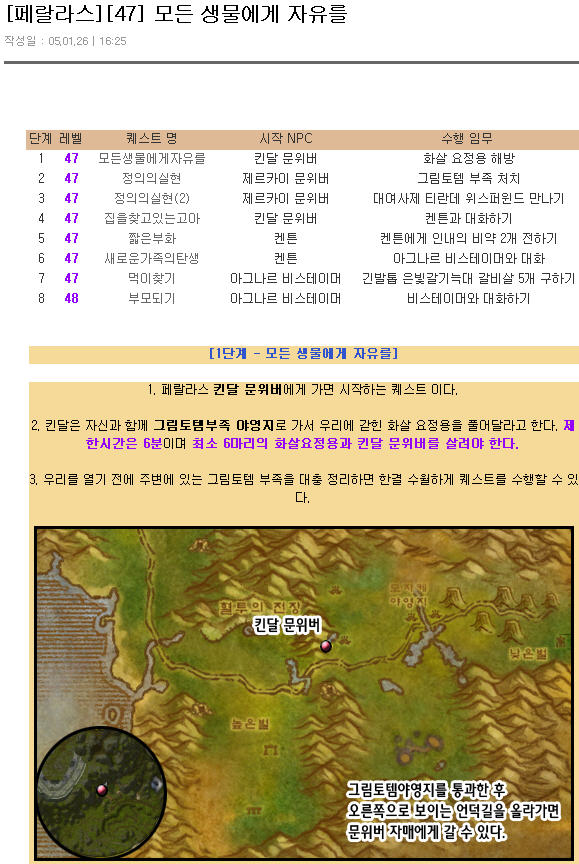 [페랄라스][47] 모든 생물에게 자유를
작성일 : 05.01.26 | 16:25
단계 레벨 퀘스트 명 시작 NPC 수행 임무
1 47 모든생물에게자유를 킨달 문위버 화살 요정용 해방
2 47 정의의실현 제르카이 문위버 그림토템 부족 처치
3 47 정의의실현(2) 제르카이 문위버 대여사제 티란데 위스퍼윈드 만나기
4 47 집을찾고있는고아 킨달 문위버 켄튼과 대화하기
5 47 짧은부화 켄튼 켄튼에게 인내의 비약 2개 전하기
6 47 새로운가족의탄생 켄튼 아그나르 비스테이머와 대화
7 47 먹이찾기 아그나르 비스테이머 긴발톱 은빛갈기늑대 갈비살 5개 구하기
8 48 부모되기 아그나르 비스테이머 비스테이머와 대화하기
[1단계 - 모든 생물에게 자유를]
1. 페랄라스 킨달 문위버에게 가면 시작하는 퀘스트 이다.
2. 킨달은 자신과 함께 그림토템부족 야영지로 가서 우리에 갇힌 화살 요정용을 풀어달라고 한다. 제
한시간은 6분이며 최소 6마리의 화살요정용과 킨달 문위버를 살려야 한다.
3. 우리를 열기 전에 주변에 있는 그림토템 부족을 대충 정리하면 한결 수월하게 퀘스트를 수행할 수 있
다.
혈투의 전장
킨달 문위버
모자케
야영지
낮은벌
높은벌
그림토템야영지를 통과한 후
오른쪽으로 보이는 언덕길을 올라가면
문위버 자매에게 갈 수 있다.